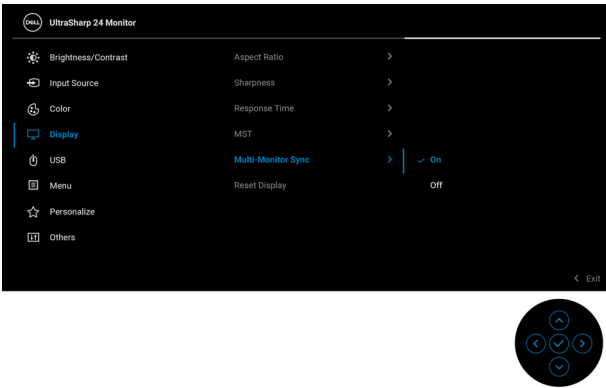 DELL UltraSharp 24 Monitor
Brightness/Contrast
Input Source
Color
Display
USB
Menu
Personalize
Others
Aspect Ratio
Sharpness
Response Time
MST
Multi-Monitor Sync
Reset Display
On
Off
Exit